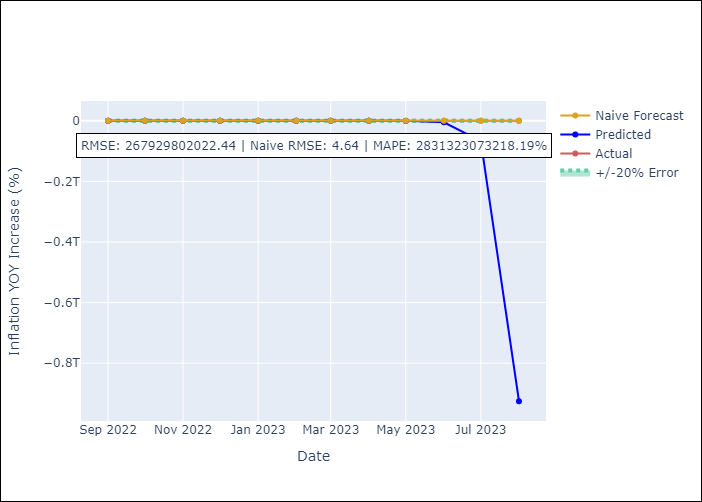 0
−0.2T
−0.4T
−0.6T
−0.8T
Inflation YOY Increase (%)
RMSE: 267929802022.44 | Naive RMSE: 4.64 | MAPE: 2831323073218.19%
Sep 2022
Nov 2022
Jan 2023
Mar 2023
May 2023
Jul 2023
Date
Naive Forecast
Predicted
Actual
+/-20% Error